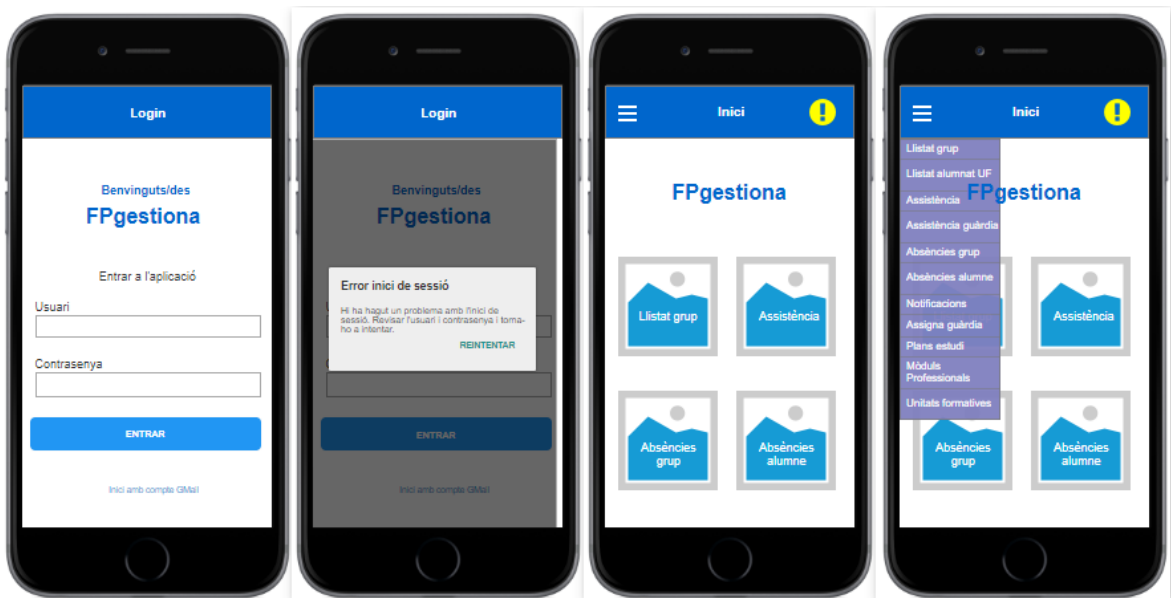 Login
Benvinguts/des
FPgestiona
Entrar a l'aplicació
Usuari
Contrasenya
ENTRAR
Inici amb compte GMail
Login
Benvinguts/des
FPgestiona
Error inici de sessió
Hi ha hagut un problema amb l'inici de
sessió. Revisar l'usuari i contrasenya i torna-
ho a intentar.
REINTENTAR
ENTRAR
Inici amb compte GMail
Inici
FPgestiona
Llistat grup
Assistència
Absències
grup
Absències
alumne
Inici
Llistat grup
Llistat alumnat UF
Assistència
Assistència guàrdia
Absències grup
Absències alumne
Notificacions
Assigna guàrdia
Plans estudi
Mòduls
Professionals
Unitats formatives
FPgestiona
Assistència
Absències
grup
Absències
alumne